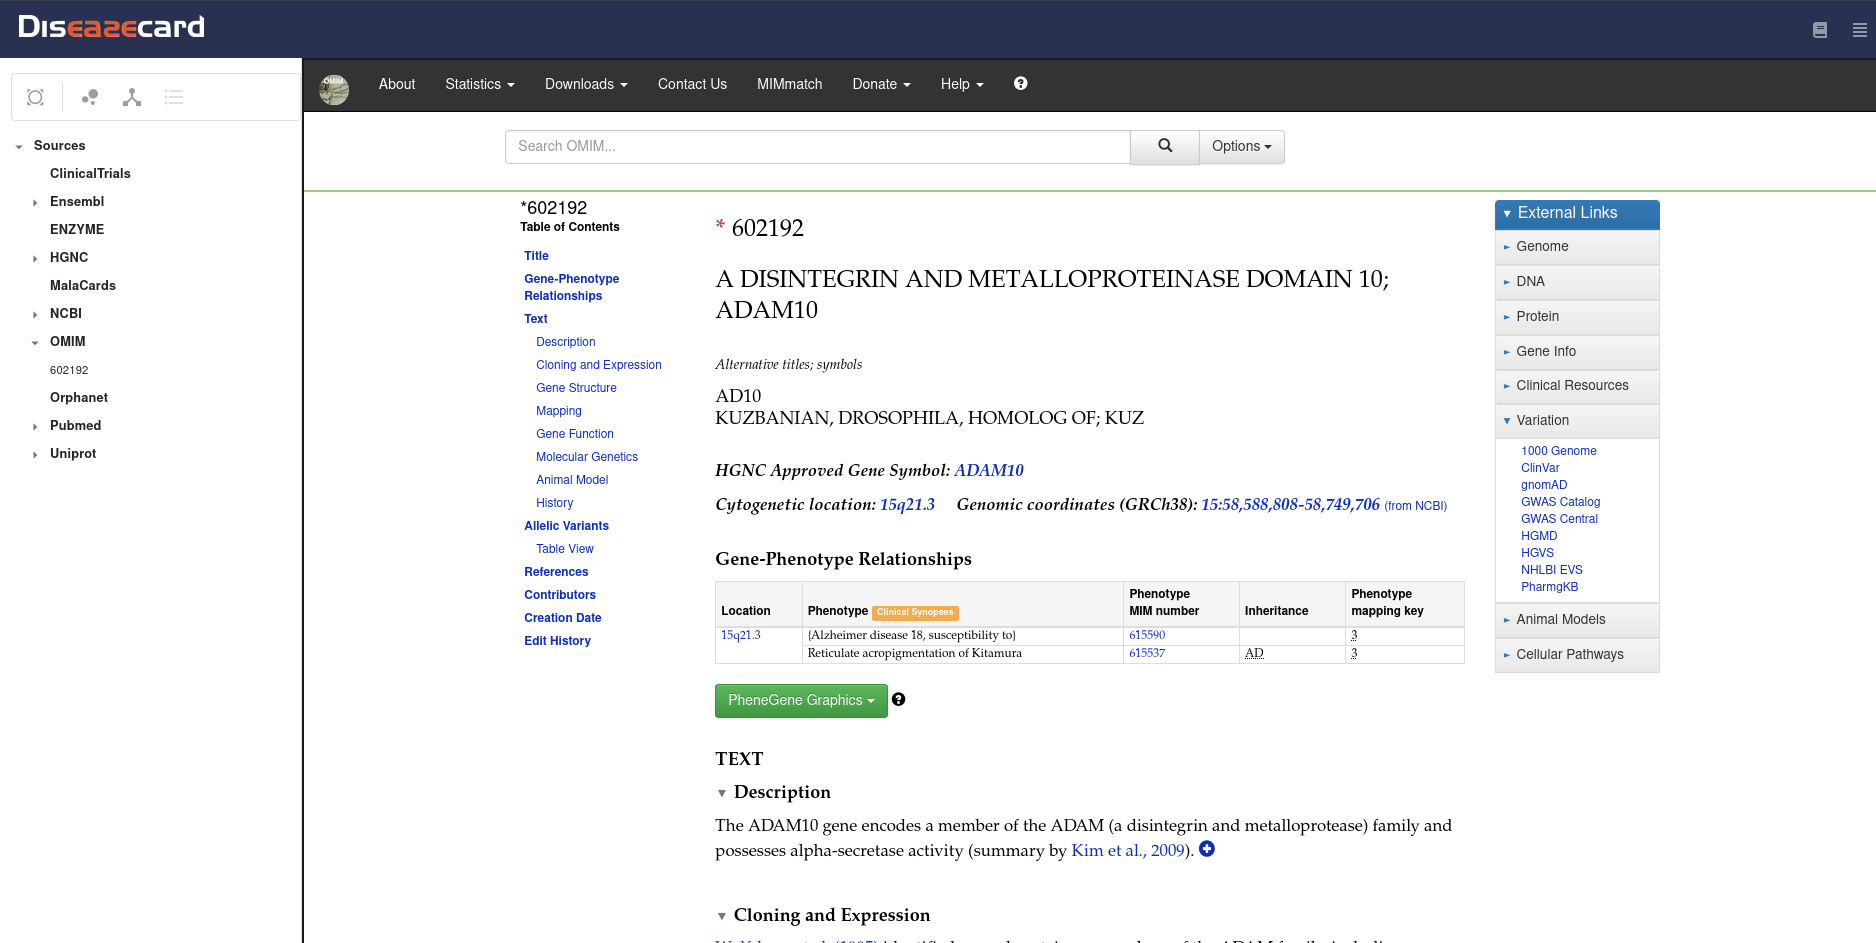 Diseasecard
Sources
ClinicalTrials
Ensembl
ENZYME
HGNC
MalaCards
NCBI
OMIM
602192
Orphanet
Pubmed
Uniprot
OMIM
About Statistics Downloads Contact Us MIMmatch Donate Help
Search OMIM...
Options
*602192
Table of Contents
Title
Gene-Phenotype
Relationships
Text
Description
Cloning and Expression
Gene Structure
Mapping
Gene Function
Molecular Genetics
Animal Model
History
Allelic Variants
Table View
References
Contributors
Creation Date
Edit History
* 602192
A DISINTEGRIN AND METALLOPROTEINASE DOMAIN 10;
ADAM10
Alternative titles; symbols
AD10
KUZBANIAN, DROSOPHILA, HOMOLOG OF; KUZ
HGNC Approved Gene Symbol: ADAM10
Cytogenetic location: 15q21.3 Genomic coordinates (GRCh38): 15:58,588,808-58,749,706 (from NCBI)
Gene-Phenotype Relationships
Location Phenotype Clinical Synopses Phenotype MIM number Inheritance Phenotype mapping key
15q21.3 {Alzheimer disease 18, susceptibility to} 615590 3
Reticulate acropigmentation of Kitamura 615537 AD 3
PheneGene Graphics
TEXT
Description
The ADAM10 gene encodes a member of the ADAM (a disintegrin and metalloprotease) family and
possesses alpha-secretase activity (summary by Kim et al., 2009).
Cloning and Expression
External Links
Genome
DNA
Protein
Gene Info
Clinical Resources
Variation
1000 Genome
ClinVar
gnomAD
GWAS Catalog
GWAS Central
HGMD
HGVS
NHLBI EVS
PharmgKB
Animal Models
Cellular Pathways